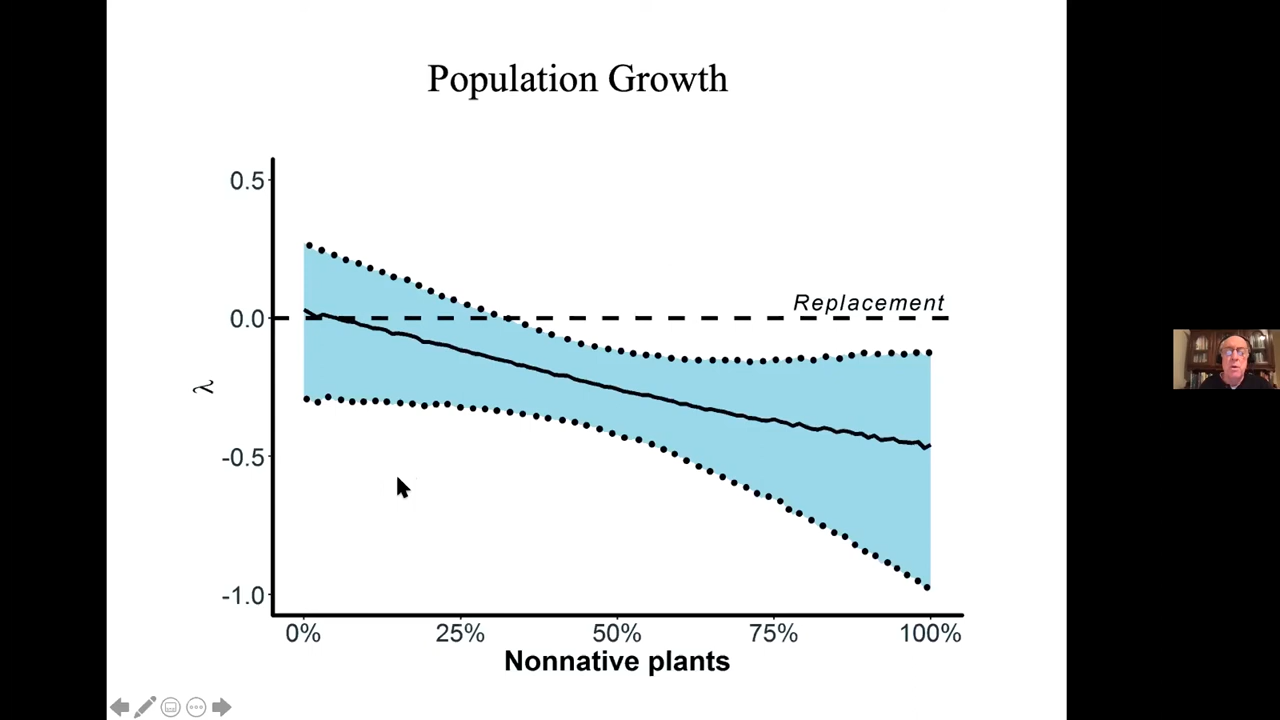 Population Growth
0.5
Replacement
0.0
λ
-0.5
-1.0
0% 25% 50% 75% 100%
Nonnative plants